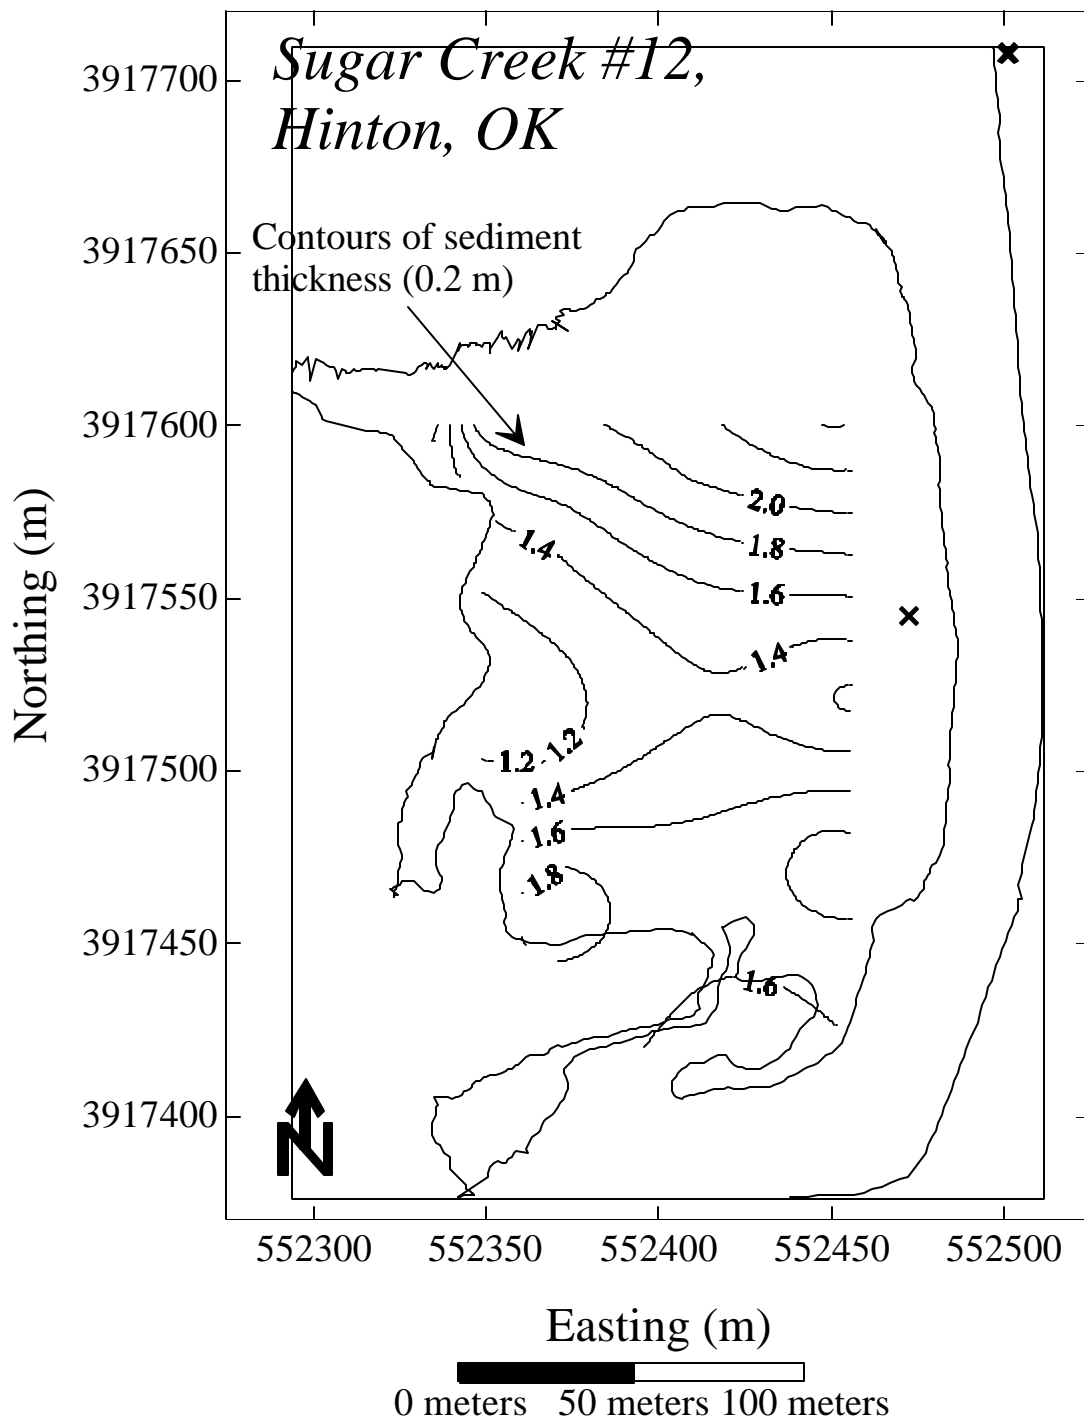 Sugar Creek #12,
Hinton, OK
3917700
Contours of sediment
thickness (0.2 m)
3917650
3917600
2.0
1.8
1.4
1.6
3917550
1.4
1.2
1.2
3917500
1.4
1.6
1.8
3917450
1.6
3917400
N
Northing (m)
552300
552350
552400
552450
552500
Easting (m)
0 meters
50 meters
100 meters